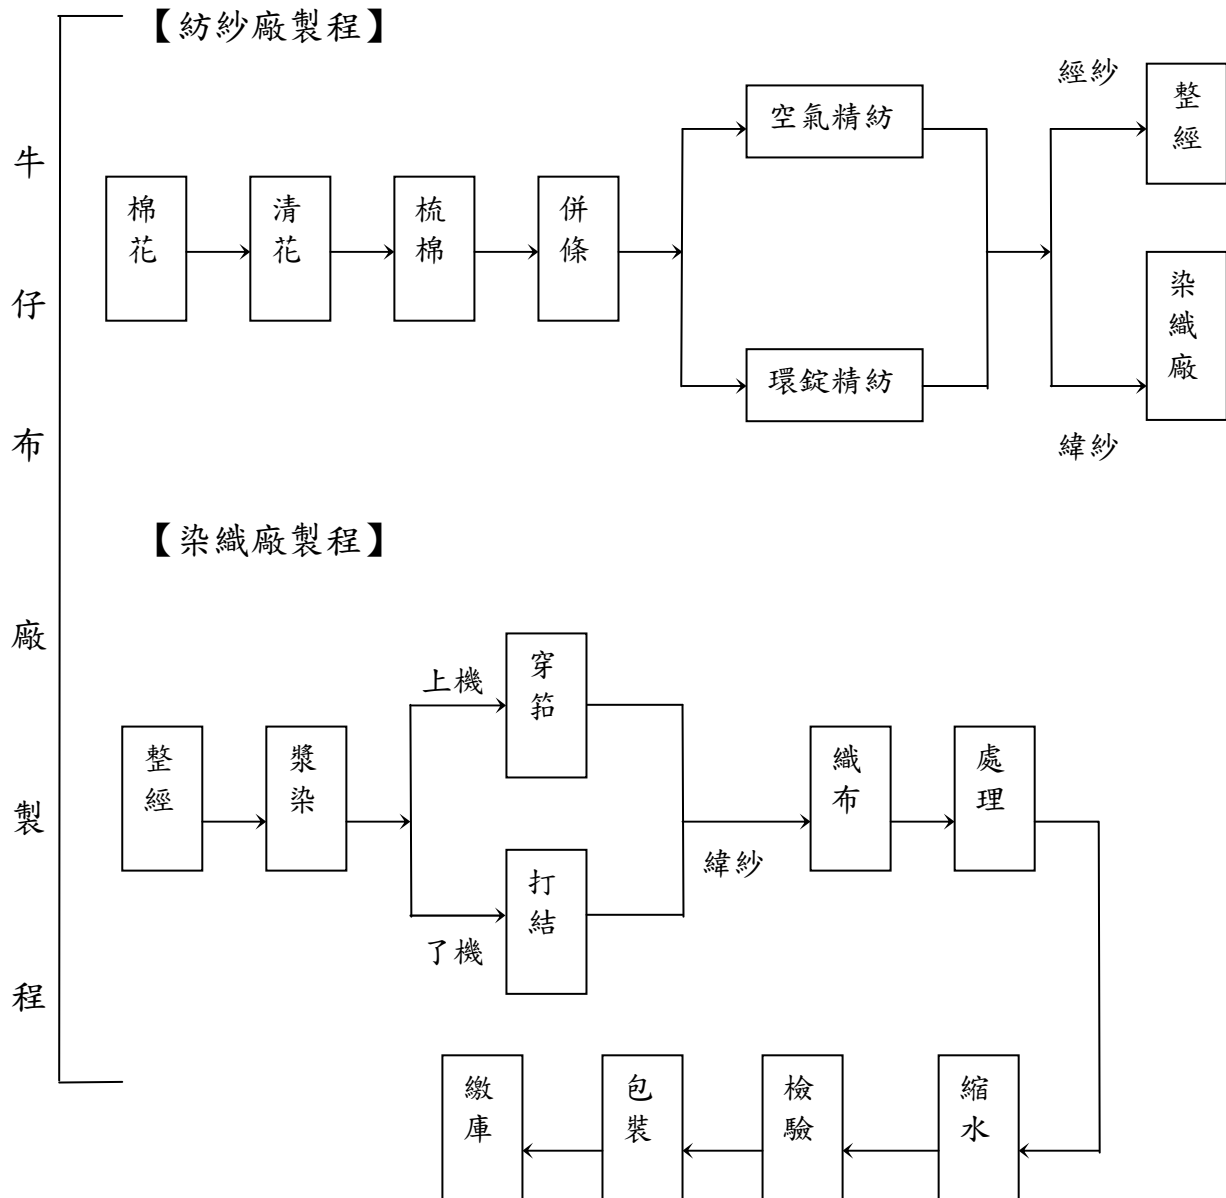 牛仔布廠製程
【紡紗廠製程】
棉花
清花
梳棉
併條
空氣精紡
環錠精紡
經紗
整經
染織廠
緯紗
【染織廠製程】
整經
漿染
上機
穿筘
了機
打結
緯紗
織布
處理
縮水
檢驗
包裝
繳庫